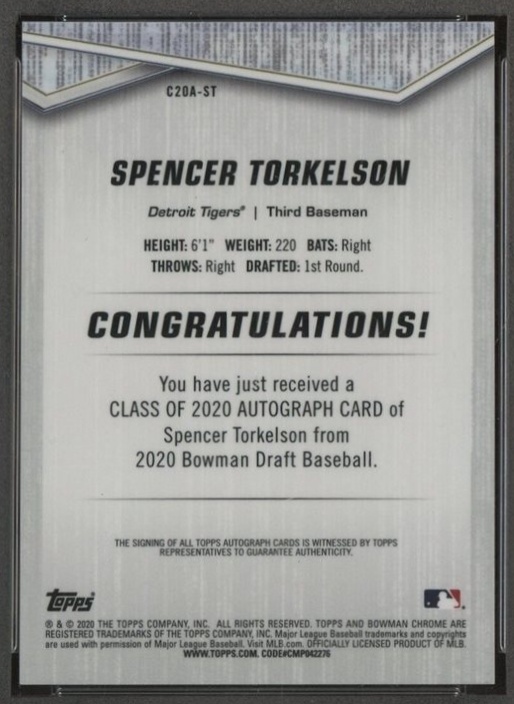 C20A-ST
SPENCER TORKELSON
Detroit Tigers® | Third Baseman
HEIGHT: 6'1" WEIGHT: 220 BATS: Right
THROWS: Right DRAFTED: 1st Round.
CONGRATULATIONS!
You have just received a
CLASS OF 2020 AUTOGRAPH CARD of
Spencer Torkelson from
2020 Bowman Draft Baseball.
THE SIGNING OF ALL TOPPS AUTOGRAPH CARDS IS WITNESSED BY TOPPS
REPRESENTATIVES TO GUARANTEE AUTHENTICITY.
topps
® & © 2020 THE TOPPS COMPANY, INC. ALL RIGHTS RESERVED. TOPPS AND BOWMAN CHROME ARE
REGISTERED TRADEMARKS OF THE TOPPS COMPANY, INC. Major League Baseball trademarks and copyrights
are used with permission of Major League Baseball. Visit MLB.com. OFFICIALLY LICENSED PRODUCT OF MLB.
WWW.TOPPS.COM. CODE#CMP042276